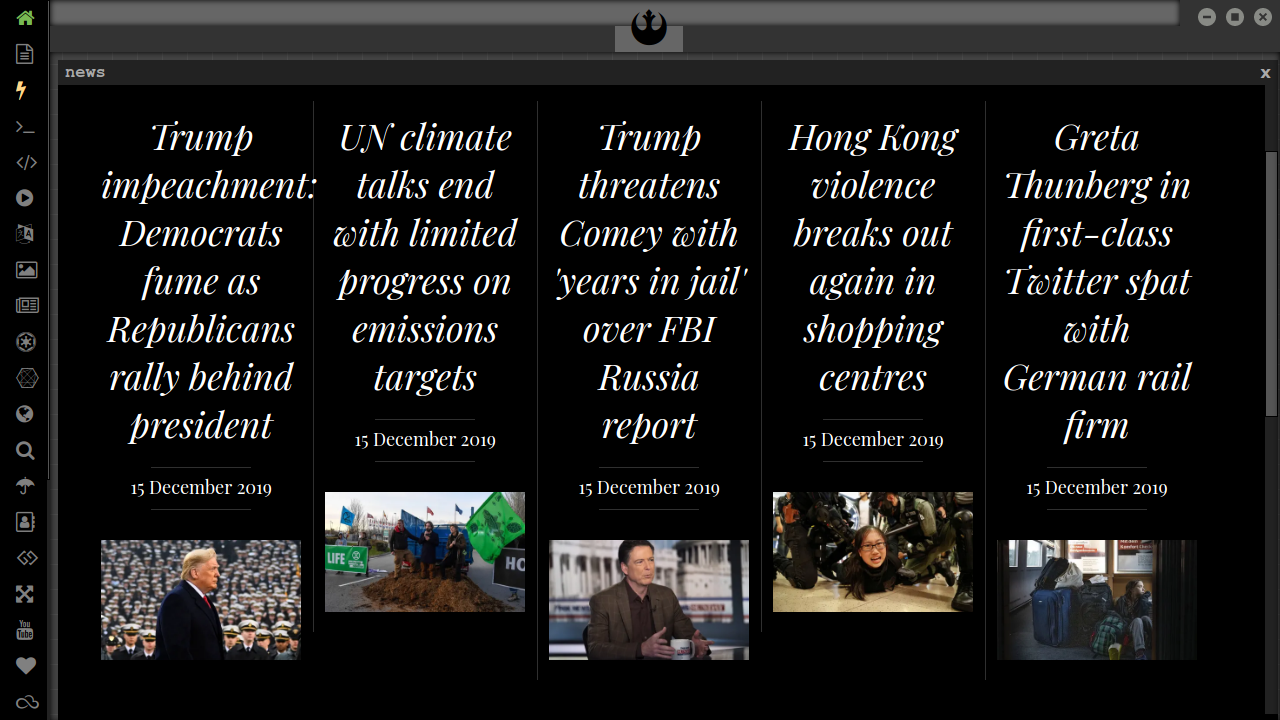 news
x
Trump
impeachment:
Democrats
fume as
Republicans
rally behind
president
15 December 2019
UN climate
talks end
with limited
progress on
emissions
targets
15 December 2019
LIFE
HO
Trump
threatens
Comey with
'years in jail'
over FBI
Russia
report
15 December 2019
Hong Kong
violence
breaks out
again in
shopping
centres
15 December 2019
Greta
Thunberg in
first-class
Twitter spat
with
German rail
firm
15 December 2019
You
Tube